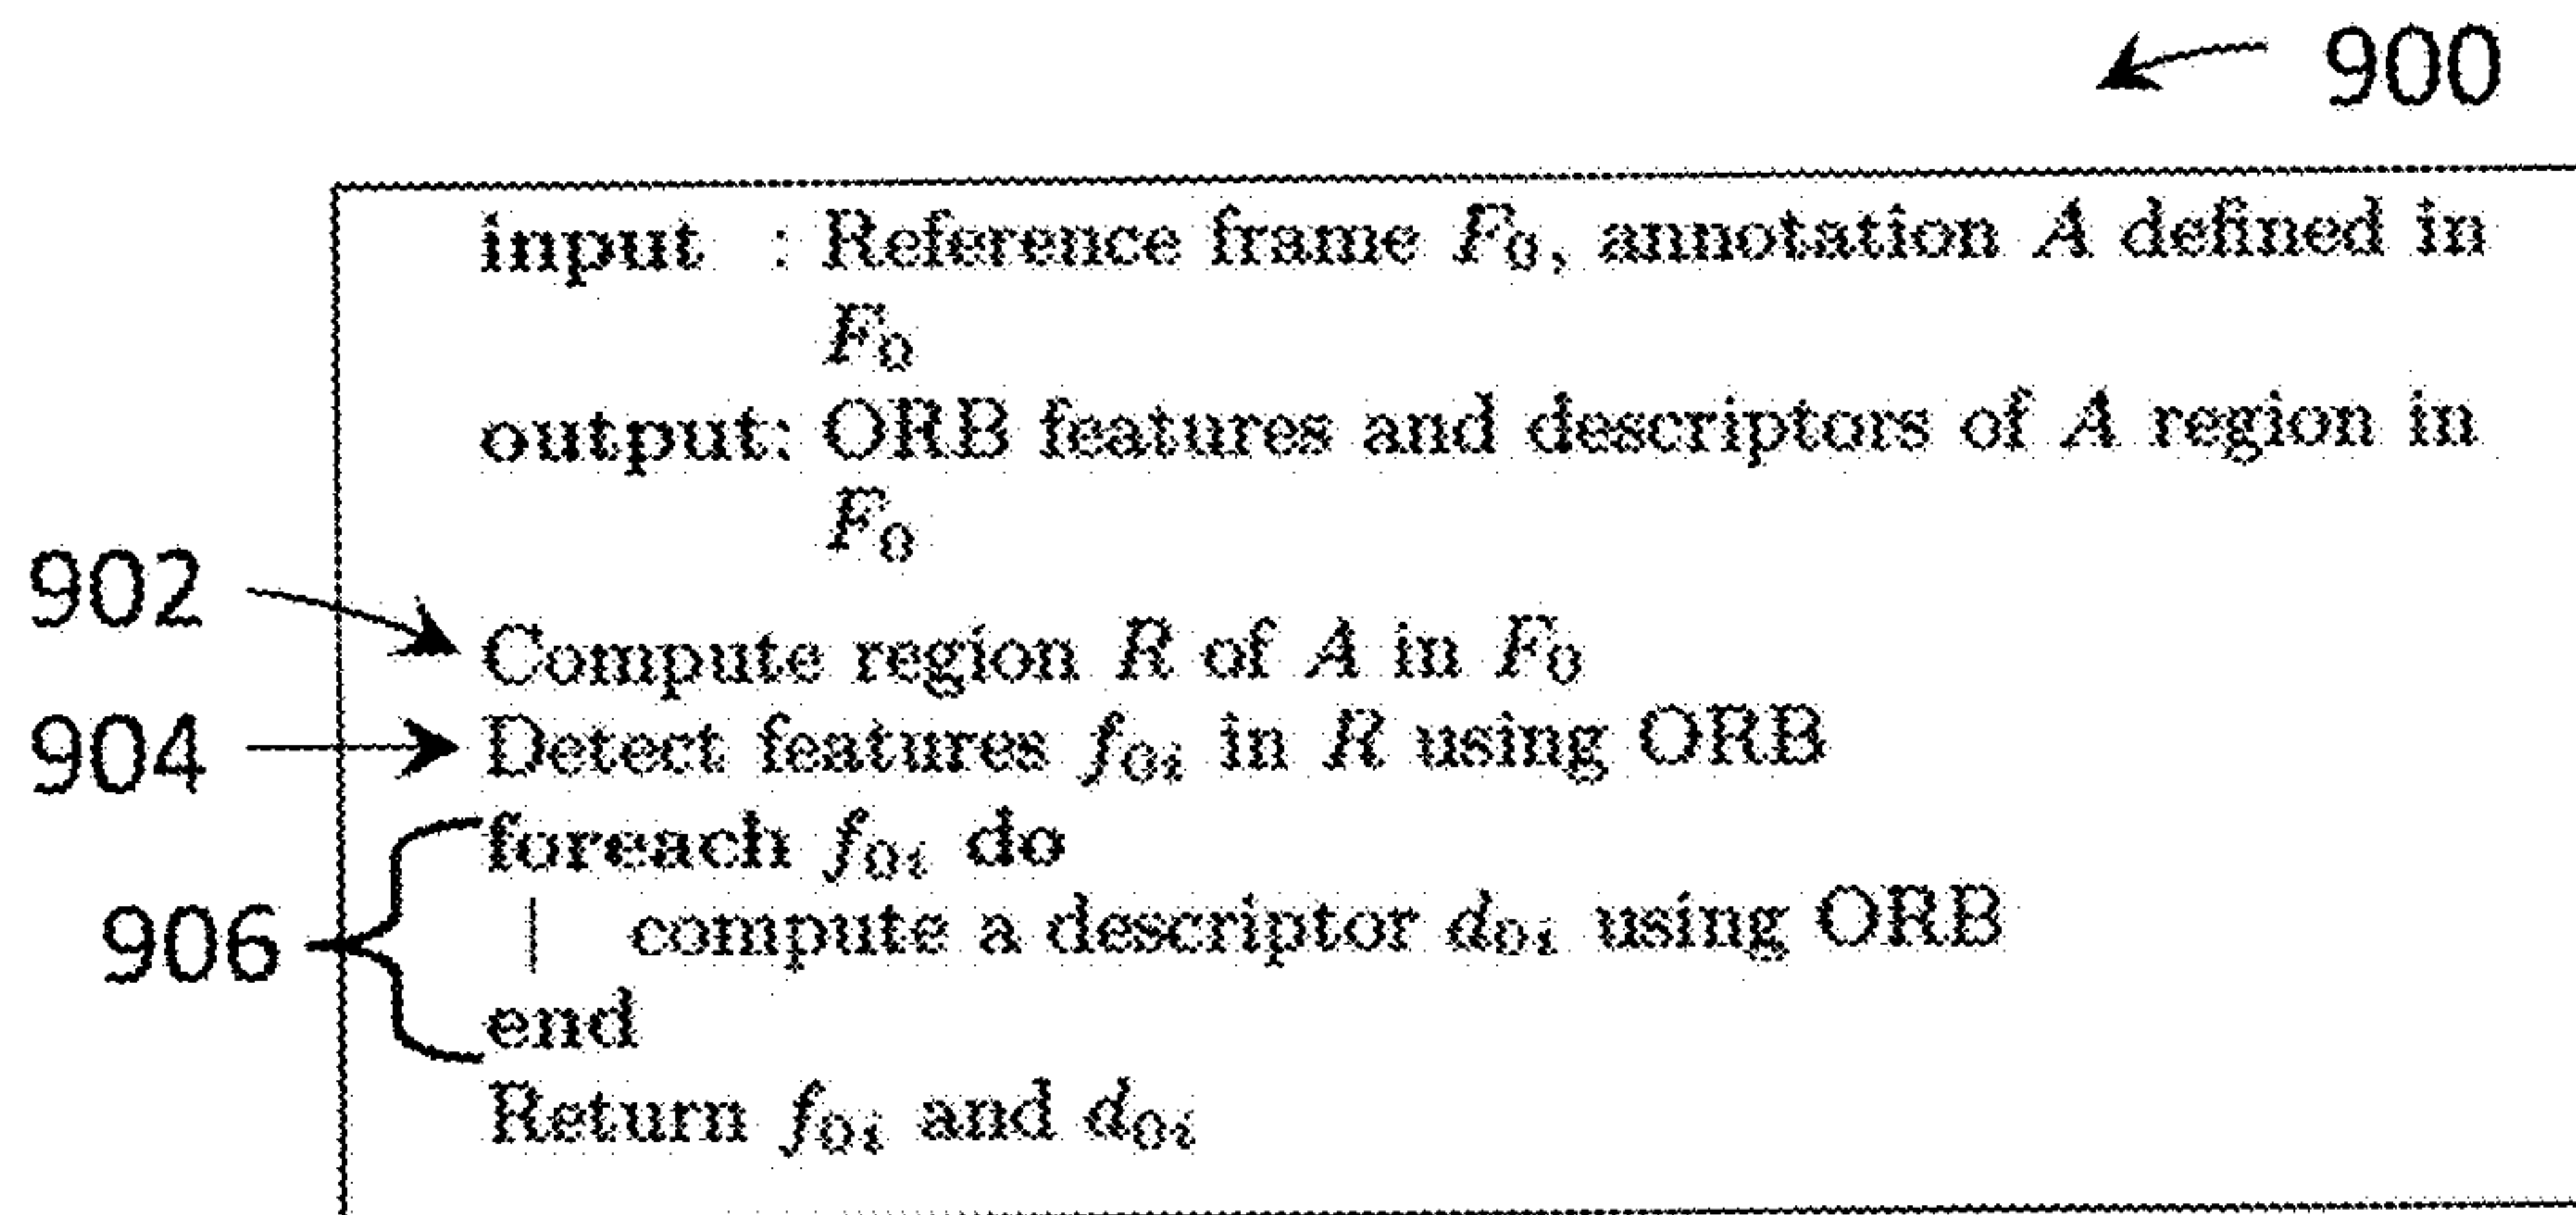 900
input : Reference frame F₀, annotation A defined in
F₀
output: ORB features and descriptors of A region in
F₀
902
Compute region R of A in F₀
904
Detect features f₀ᵢ in R using ORB
foreach f₀ᵢ do
906
compute a descriptor d₀ᵢ using ORB
end
Return f₀ᵢ and d₀ᵢ